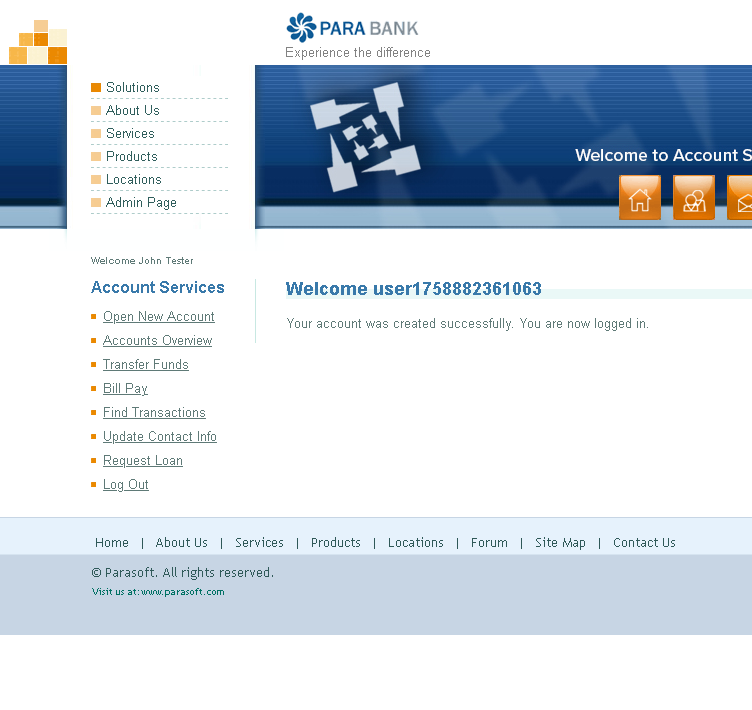 PARA BANK
Experience the difference
Solutions
About Us
Services
Products
Locations
Admin Page
Welcome to Account S
Welcome John Tester
Account Services
Open New Account
Accounts Overview
Transfer Funds
Bill Pay
Find Transactions
Update Contact Info
Request Loan
Log Out
Welcome user1758882361063
Your account was created successfully. You are now logged in.
Home | About Us | Services | Products | Locations | Forum | Site Map | Contact Us
© Parasoft. All rights reserved.
Visit us at:www.parasoft.com